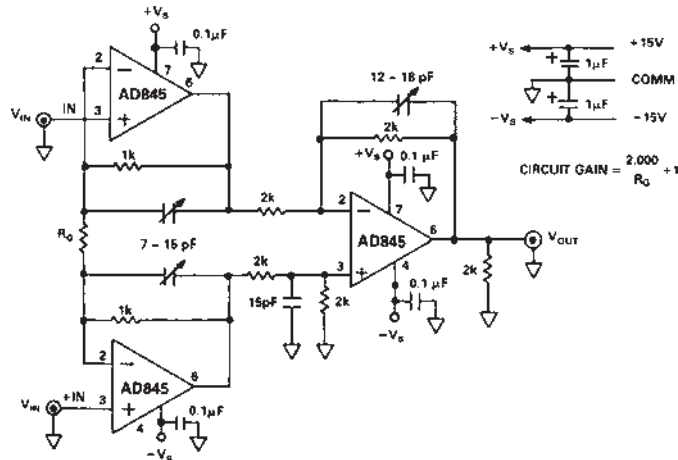 +Vs
0.1µF
2
7
6
AD845
VIN
IN
3
1k
7 – 15 pF
RG
1k
2
6
AD845
VIN
+IN
3
4
0.1µF
–Vs
2k
2k
15pF
2k
12 – 18 pF
2k
+Vs
0.1 µF
2
7
6
AD845
3
4
0.1 µF
–Vs
2k
VOUT
+Vs
+15V
1µF
COMM
1µF
–Vs
–15V
CIRCUIT GAIN = 2.000 / RG + 1